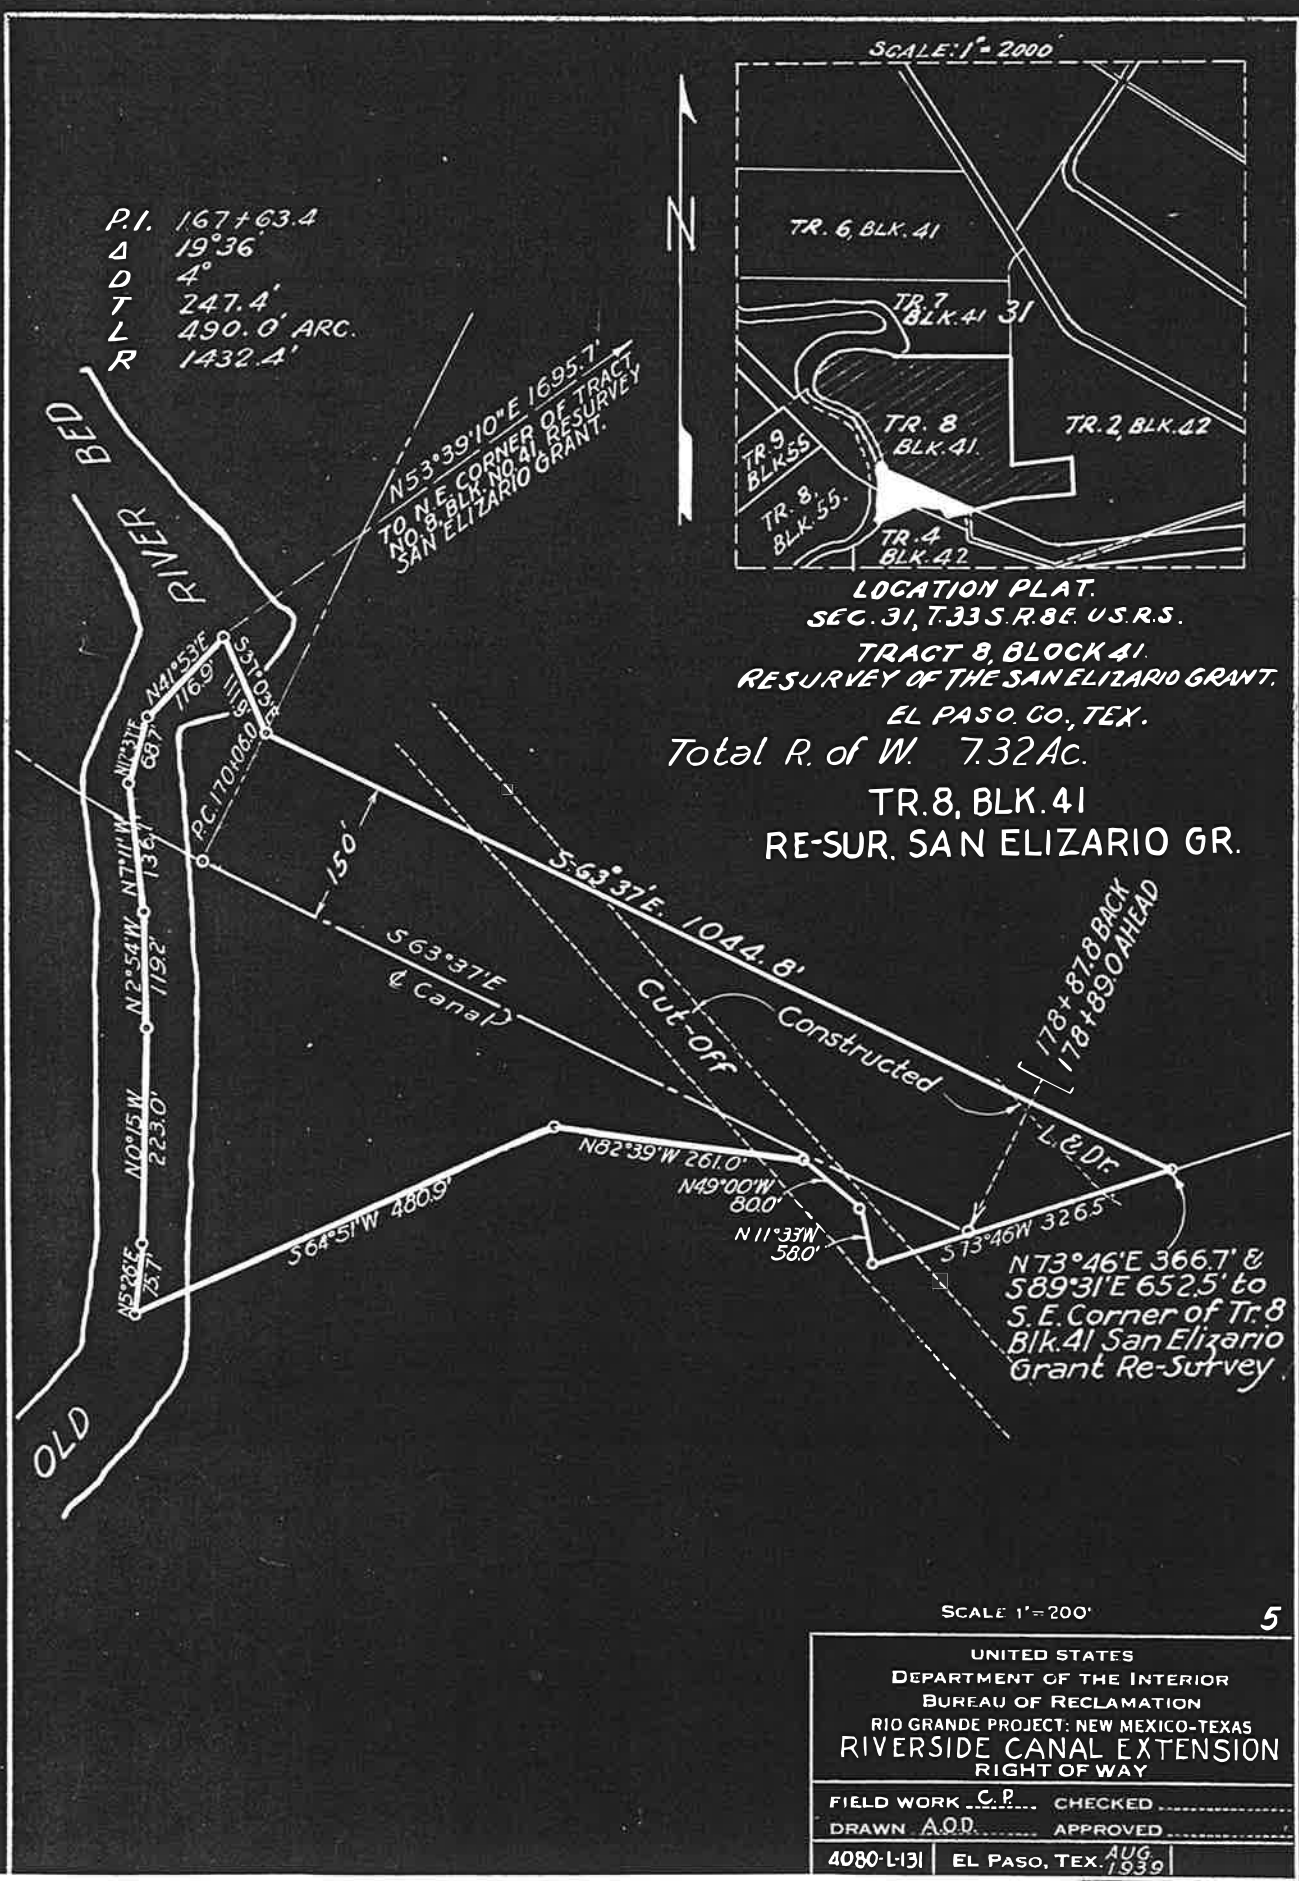 SCALE: 1" = 2000'
P.I. 167+63.4
Δ 19°36'
D 4°
T 247.4'
L 490.0' ARC.
R 1432.4'
N
TR. 6, BLK. 41
TR. 7
BLK. 41
31
TR. 8
BLK. 41.
TR. 2, BLK. 42
TR. 9
BLK 55
TR. 8,
BLK. 55.
TR. 4
BLK. 42
LOCATION PLAT.
SEC. 31, T.33 S. R. 8E. U.S.R.S.
TRACT 8, BLOCK 41.
RESURVEY OF THE SAN ELIZARIO GRANT.
EL PASO. CO., TEX.
Total R. of W. 7.32 Ac.
TR. 8, BLK. 41
RE-SUR. SAN ELIZARIO GR.
N53°39'10"E 1695.7'
TO N.E. CORNER OF TRACT
NO. 8, BLK. NO. 41, RESURVEY
SAN ELIZARIO GRANT.
BED
RIVER
OLD
N41°53'E
116.9'
S31°03'E
111.9'
N17°31'E
68.7'
P.C. 170+06.0
N7°11'W
136.1'
N2°54'W
119.2'
N0°15'W
223.0'
N5°26'E
75.7'
150'
S63°37'E
℄ Canal
S 63°37'E. 1044.8'
Cut-Off
Constructed
178+87.8 BACK
178+89.0 AHEAD
L. & Dr.
N82°39'W 261.0'
N49°00'W
80.0'
N11°33'W
58.0'
S 64°51'W 480.9'
S 73°46'W 326.5'
N73°46'E 366.7' &
S89°31'E 652.5' to
S.E. Corner of Tr. 8
Blk. 41 San Elizario
Grant Re-Survey.
SCALE 1"=200'
5
UNITED STATES
DEPARTMENT OF THE INTERIOR
BUREAU OF RECLAMATION
RIO GRANDE PROJECT: NEW MEXICO-TEXAS
RIVERSIDE CANAL EXTENSION
RIGHT OF WAY
FIELD WORK C.P. CHECKED
DRAWN A.O.D. APPROVED
4080-L-131 EL PASO, TEX. AUG. 1939